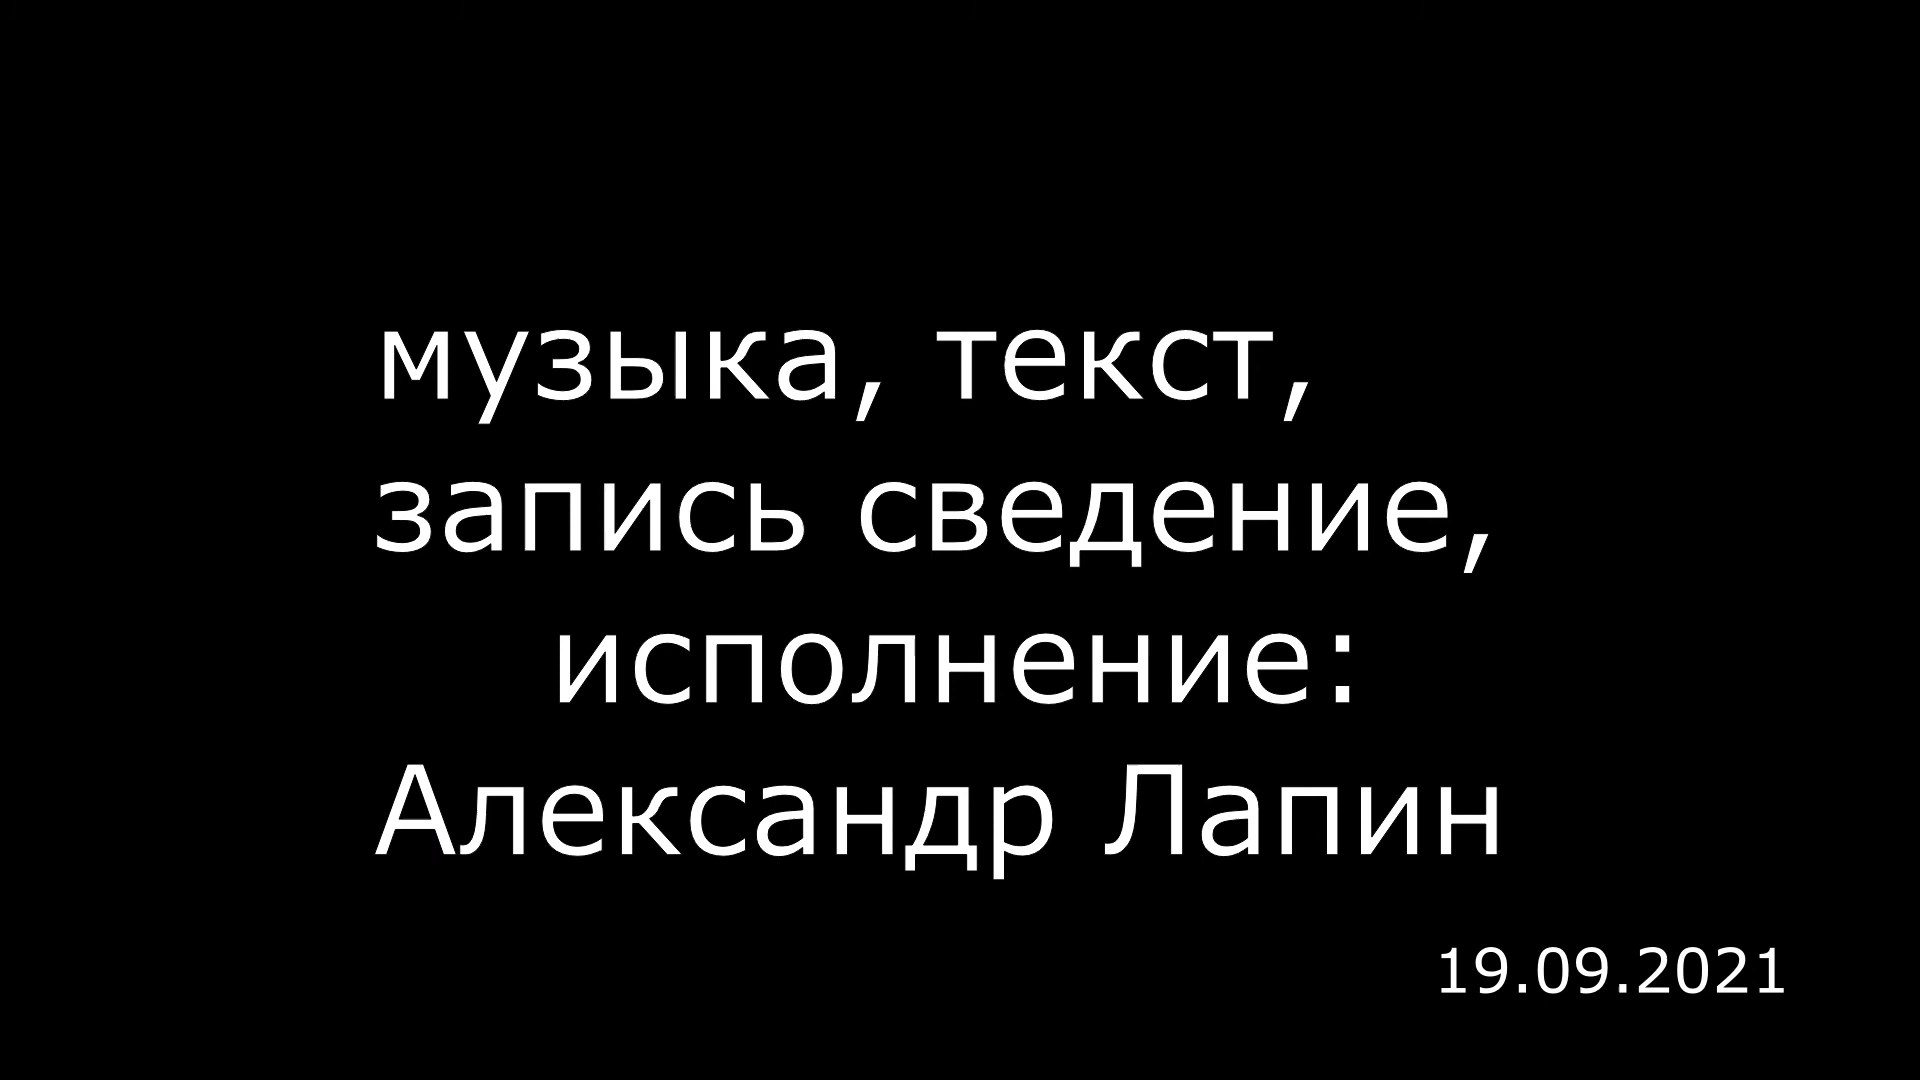 музыка, текст,
запись сведение,
исполнение:
Александр Лапин
19.09.2021